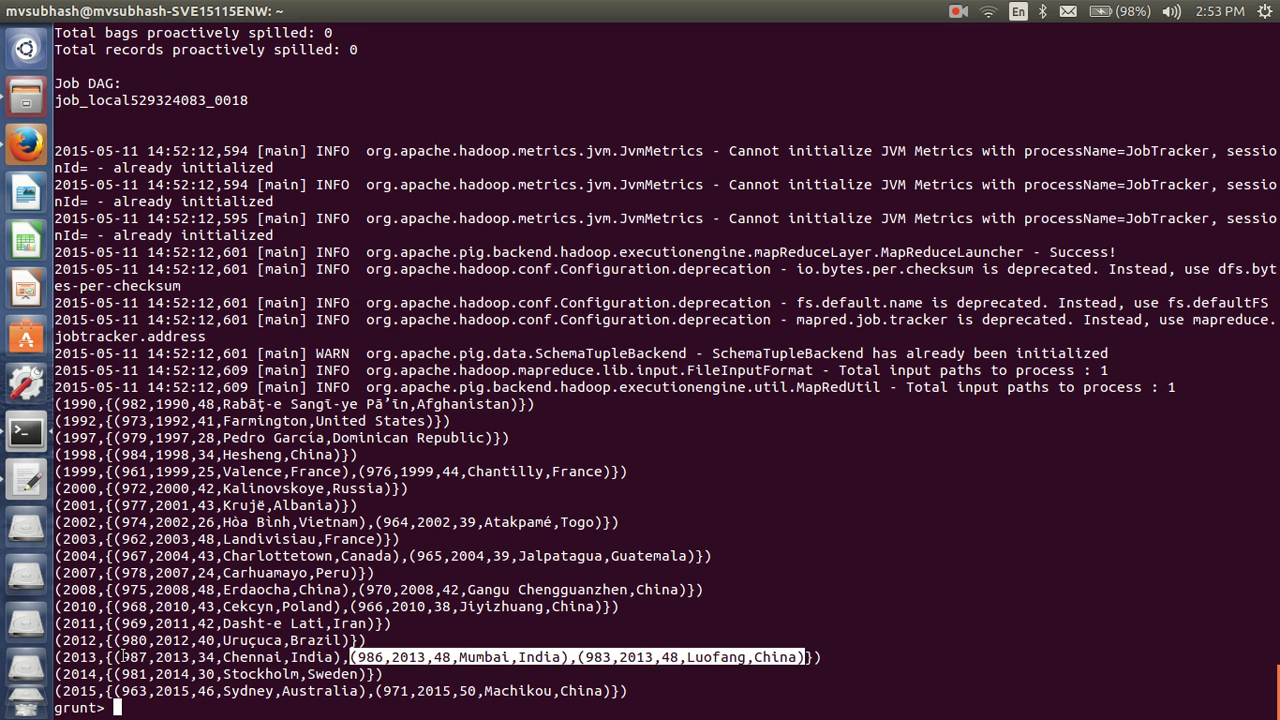 mvsubhash@mvsubhash-SVE15115ENW: ~
En
(98%)
2:53 PM
Total bags proactively spilled: 0
Total records proactively spilled: 0
Job DAG:
job_local529324083_0018
2015-05-11 14:52:12,594 [main] INFO  org.apache.hadoop.metrics.jvm.JvmMetrics - Cannot initialize JVM Metrics with processName=JobTracker, sessio
nId= - already initialized
2015-05-11 14:52:12,594 [main] INFO  org.apache.hadoop.metrics.jvm.JvmMetrics - Cannot initialize JVM Metrics with processName=JobTracker, sessio
nId= - already initialized
2015-05-11 14:52:12,595 [main] INFO  org.apache.hadoop.metrics.jvm.JvmMetrics - Cannot initialize JVM Metrics with processName=JobTracker, sessio
nId= - already initialized
2015-05-11 14:52:12,601 [main] INFO  org.apache.pig.backend.hadoop.executionengine.mapReduceLayer.MapReduceLauncher - Success!
2015-05-11 14:52:12,601 [main] INFO  org.apache.hadoop.conf.Configuration.deprecation - io.bytes.per.checksum is deprecated. Instead, use dfs.byt
es-per-checksum
2015-05-11 14:52:12,601 [main] INFO  org.apache.hadoop.conf.Configuration.deprecation - fs.default.name is deprecated. Instead, use fs.defaultFS
2015-05-11 14:52:12,601 [main] INFO  org.apache.hadoop.conf.Configuration.deprecation - mapred.job.tracker is deprecated. Instead, use mapreduce.
jobtracker.address
2015-05-11 14:52:12,601 [main] WARN  org.apache.pig.data.SchemaTupleBackend - SchemaTupleBackend has already been initialized
2015-05-11 14:52:12,609 [main] INFO  org.apache.hadoop.mapreduce.lib.input.FileInputFormat - Total input paths to process : 1
2015-05-11 14:52:12,609 [main] INFO  org.apache.pig.backend.hadoop.executionengine.util.MapRedUtil - Total input paths to process : 1
(1990,{(982,1990,48,Rabāţ-e Sangī-ye Pā’īn,Afghanistan)})
(1992,{(973,1992,41,Farmington,United States)})
(1997,{(979,1997,28,Pedro García,Dominican Republic)})
(1998,{(984,1998,34,Hesheng,China)})
(1999,{(961,1999,25,Valence,France),(976,1999,44,Chantilly,France)})
(2000,{(972,2000,42,Kalinovskoye,Russia)})
(2001,{(977,2001,43,Krujë,Albania)})
(2002,{(974,2002,26,Hòa Bình,Vietnam),(964,2002,39,Atakpamé,Togo)})
(2003,{(962,2003,48,Landivisiau,France)})
(2004,{(967,2004,43,Charlottetown,Canada),(965,2004,39,Jalpatagua,Guatemala)})
(2007,{(978,2007,24,Carhuamayo,Peru)})
(2008,{(975,2008,48,Erdaocha,China),(970,2008,42,Gangu Chengguanzhen,China)})
(2010,{(968,2010,43,Cekcyn,Poland),(966,2010,38,Jiyizhuang,China)})
(2011,{(969,2011,42,Dasht-e Lati,Iran)})
(2012,{(980,2012,40,Uruçuca,Brazil)})
(2013,{(987,2013,34,Chennai,India),(986,2013,48,Mumbai,India),(983,2013,48,Luofang,China)})
(2014,{(981,2014,30,Stockholm,Sweden)})
(2015,{(963,2015,46,Sydney,Australia),(971,2015,50,Machikou,China)})
grunt>